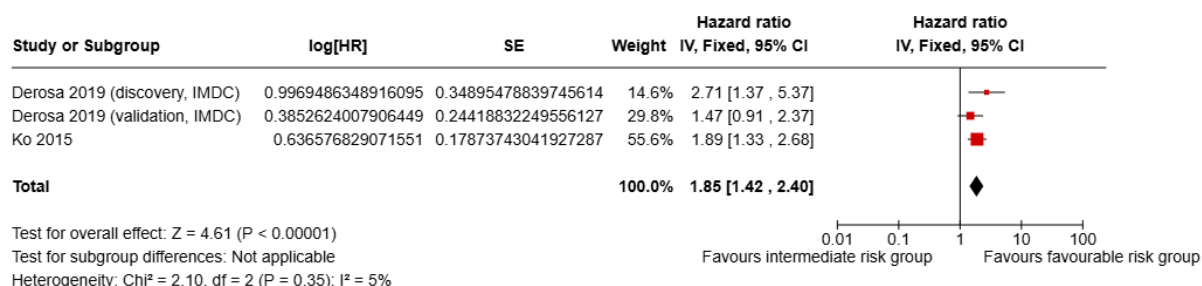 Hazard ratio Hazard ratio
Study or Subgroup log[HR] SE Weight IV, Fixed, 95% CI IV, Fixed, 95% CI
Derosa 2019 (discovery, IMDC) 0.9969486348916095 0.34895478839745614 14.6% 2.71 [1.37 , 5.37]
Derosa 2019 (validation, IMDC) 0.3852624007906449 0.24418832249556127 29.8% 1.47 [0.91 , 2.37]
Ko 2015 0.636576829071551 0.17873743041927287 55.6% 1.89 [1.33 , 2.68]
Total 100.0% 1.85 [1.42 , 2.40]
Test for overall effect: Z = 4.61 (P < 0.00001)
Test for subgroup differences: Not applicable
Heterogeneity: Chi² = 2.10, df = 2 (P = 0.35); I² = 5%
0.01 0.1 1 10 100
Favours intermediate risk group Favours favourable risk group